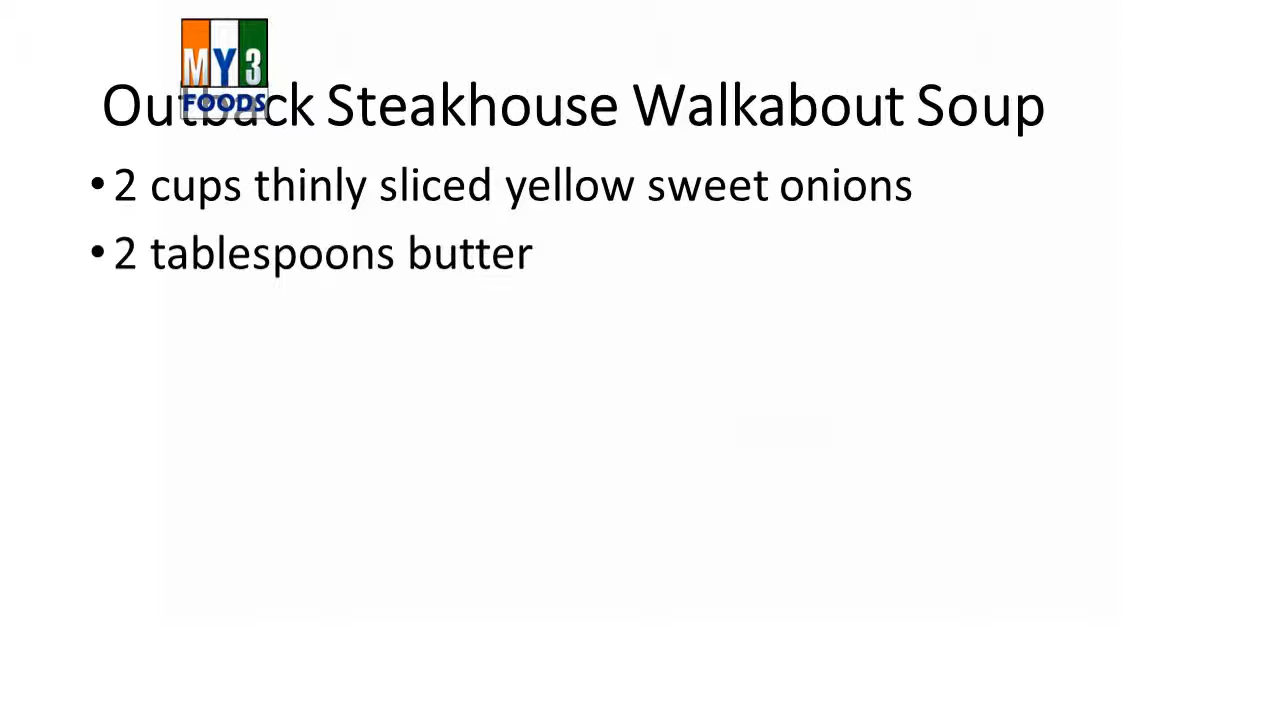 MY3
FOODS
Outback Steakhouse Walkabout Soup
• 2 cups thinly sliced yellow sweet onions
• 2 tablespoons butter